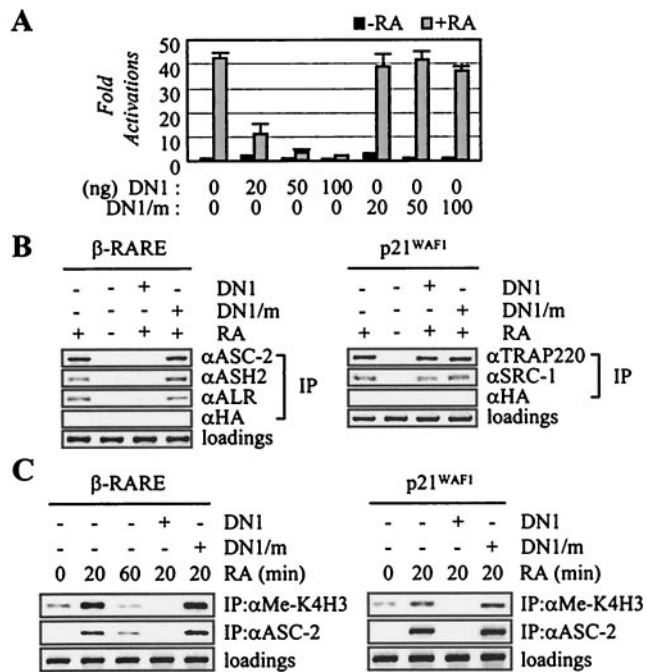 A
-RA +RA
Fold Activations
50
40
30
20
10
0
(ng) DN1 : 0 20 50 100 0 0 0
DN1/m : 0 0 0 0 20 50 100
B
β-RARE
- - + - DN1
- - - + DN1/m
+ - + + RA
αASC-2
αASH2
αALR
αHA
IP
loadings
p21WAF1
- - + - DN1
- - - + DN1/m
+ - + + RA
αTRAP220
αSRC-1
αHA
IP
loadings
C
β-RARE
- - - + - DN1
- - - - + DN1/m
0 20 60 20 20 RA (min)
IP:αMe-K4H3
IP:αASC-2
loadings
p21WAF1
- - + - DN1
- - - + DN1/m
0 20 20 20 RA (min)
IP:αMe-K4H3
IP:αASC-2
loadings